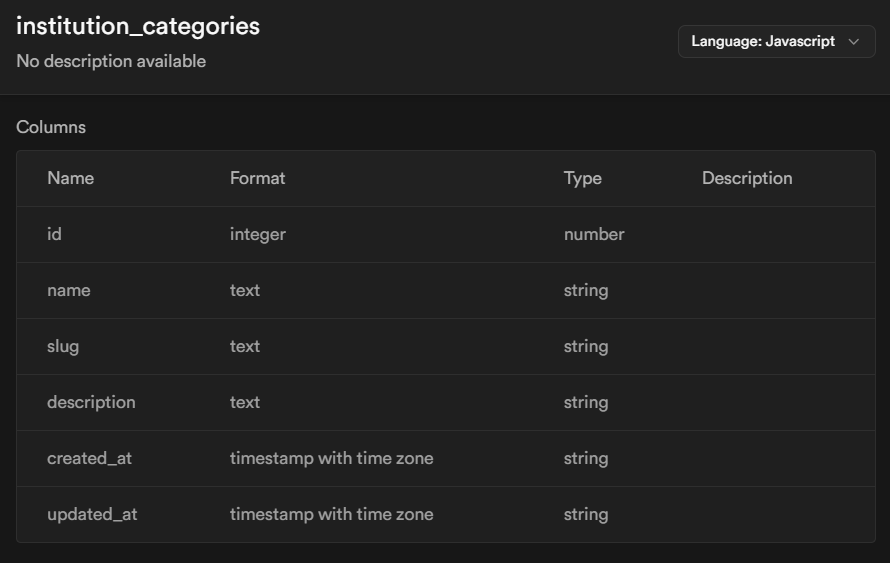 institution_categories
No description available
Language: Javascript
Columns
Name Format Type Description
id integer number
name text string
slug text string
description text string
created_at timestamp with time zone string
updated_at timestamp with time zone string